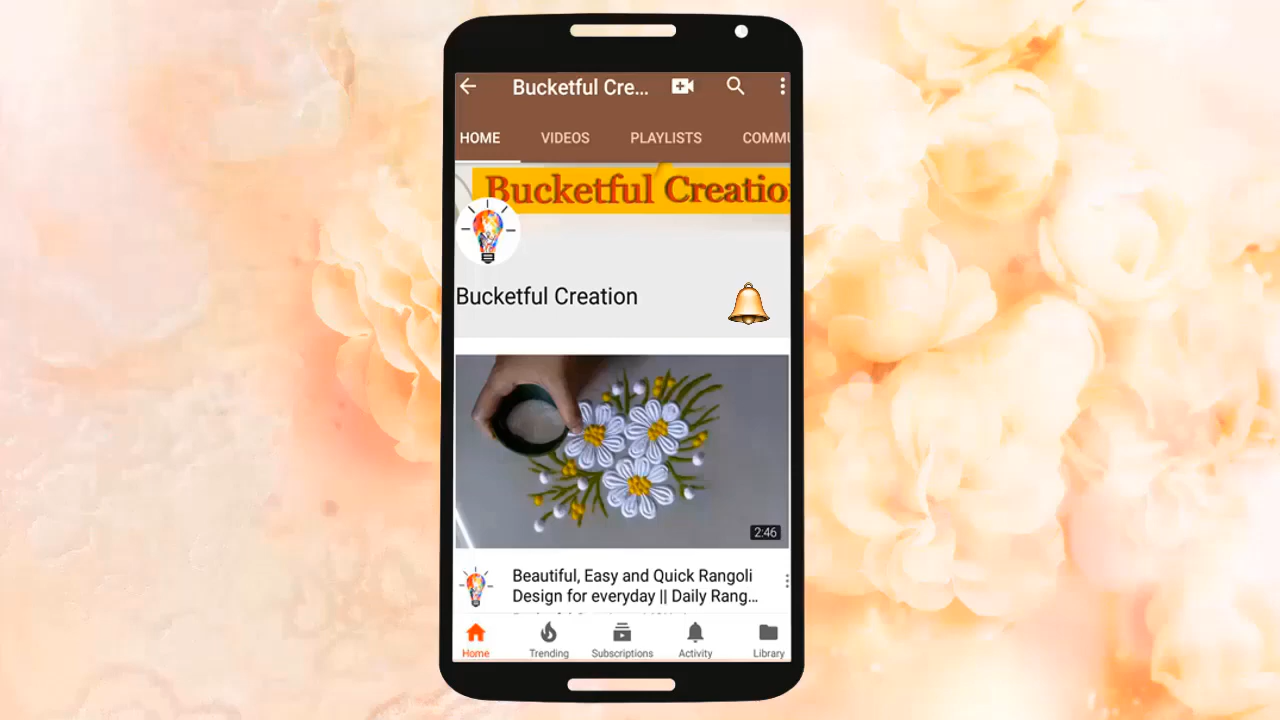 Bucketful Cre...
HOME VIDEOS PLAYLISTS COMMU
Bucketful Creation
Bucketful Creation
2:46
Beautiful, Easy and Quick Rangoli
Design for everyday || Daily Rang...
Home Trending Subscriptions Activity Library